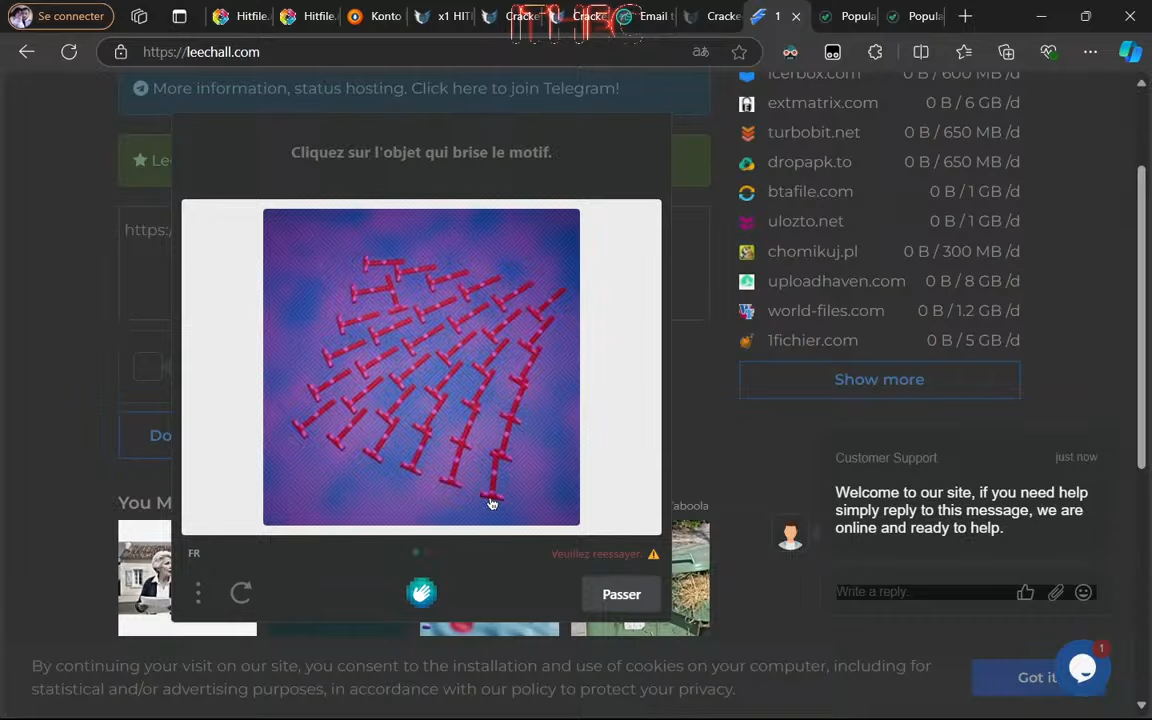 Se connecter
Hitfile.
Hitfile.
Konto
x1 HIT
Cracke
Cracke
Email t
Cracke
1
Popula
Popula
https://leechall.com
More information, status hosting. Click here to join Telegram!
Le
https:
Do
Cliquez sur l'objet qui brise le motif.
FR
Veuillez réessayer.
Passer
You M
Taboola
icerbox.com 0 B / 600 MB /d
extmatrix.com 0 B / 6 GB /d
turbobit.net 0 B / 650 MB /d
dropapk.to 0 B / 650 MB /d
btafile.com 0 B / 1 GB /d
ulozto.net 0 B / 1 GB /d
chomikuj.pl 0 B / 300 MB /d
uploadhaven.com 0 B / 8 GB /d
world-files.com 0 B / 1.2 GB /d
1fichier.com 0 B / 5 GB /d
Show more
Customer Support just now
Welcome to our site, if you need help
simply reply to this message, we are
online and ready to help.
Write a reply..
1
By continuing your visit on our site, you consent to the installation and use of cookies on your computer, including for
statistical and/or advertising purposes, in accordance with our policy to protect your privacy.
Got it